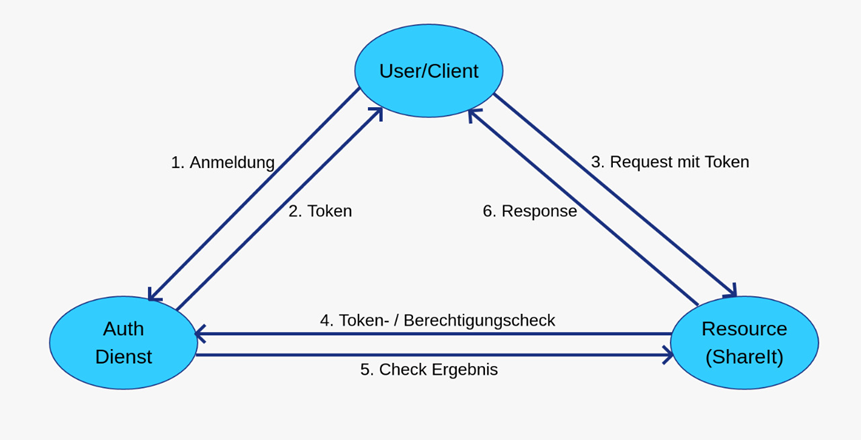 User/Client
1. Anmeldung
3. Request mit Token
2. Token
6. Response
4. Token- / Berechtigungscheck
Auth
Dienst
Resource
(ShareIt)
5. Check Ergebnis